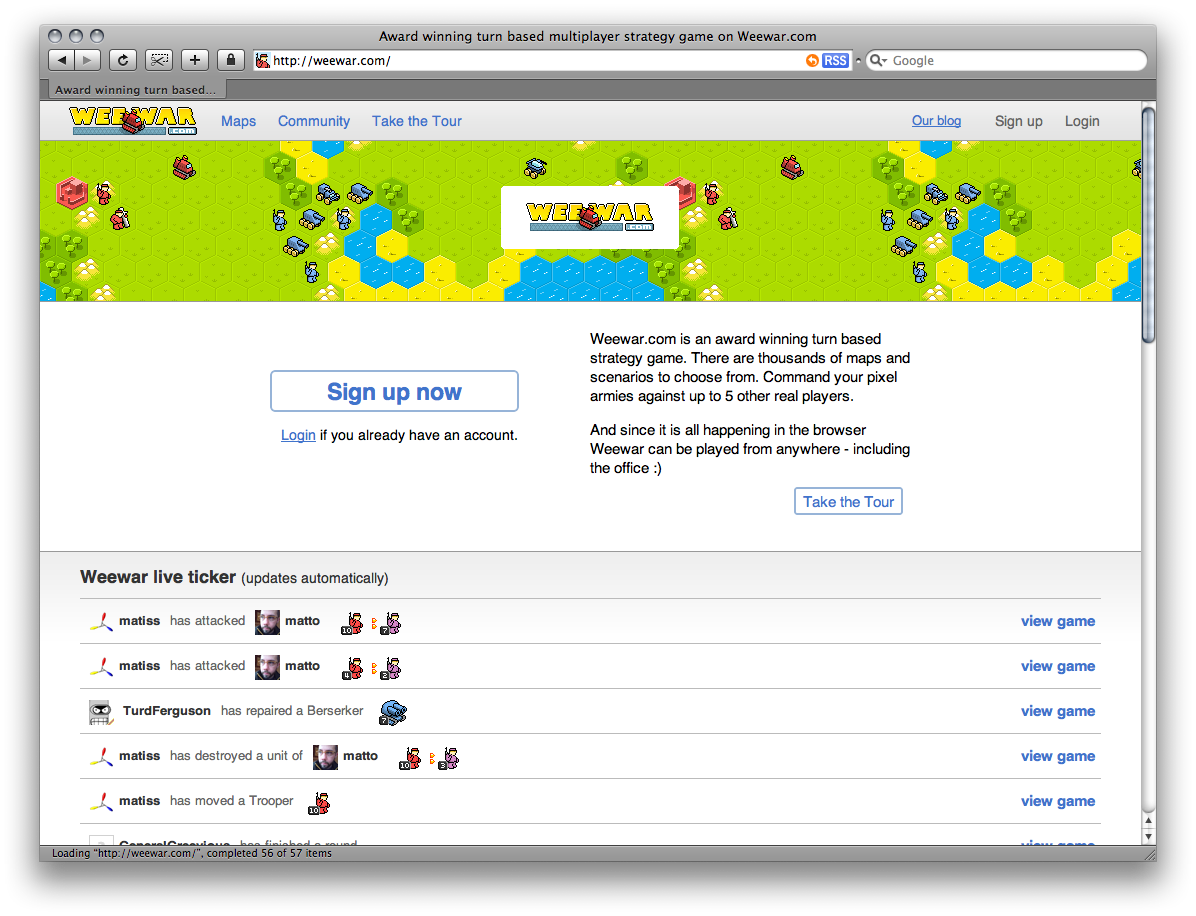 Award winning turn based multiplayer strategy game on Weewar.com
http://weewar.com/
RSS
Google
Award winning turn based...
WEEWAR .com
Maps Community Take the Tour
Our blog Sign up Login
WEEWAR .com
Sign up now
Login if you already have an account.
Weewar.com is an award winning turn based
strategy game. There are thousands of maps and
scenarios to choose from. Command your pixel
armies against up to 5 other real players.
And since it is all happening in the browser
Weewar can be played from anywhere - including
the office :)
Take the Tour
Weewar live ticker (updates automatically)
matiss has attacked matto 10 7 view game
matiss has attacked matto 4 2 view game
TurdFerguson has repaired a Berserker 7 view game
matiss has destroyed a unit of matto 10 3 view game
matiss has moved a Trooper 10 view game
GeneralGreevious has finished a round view game
Loading "http://weewar.com/", completed 56 of 57 items